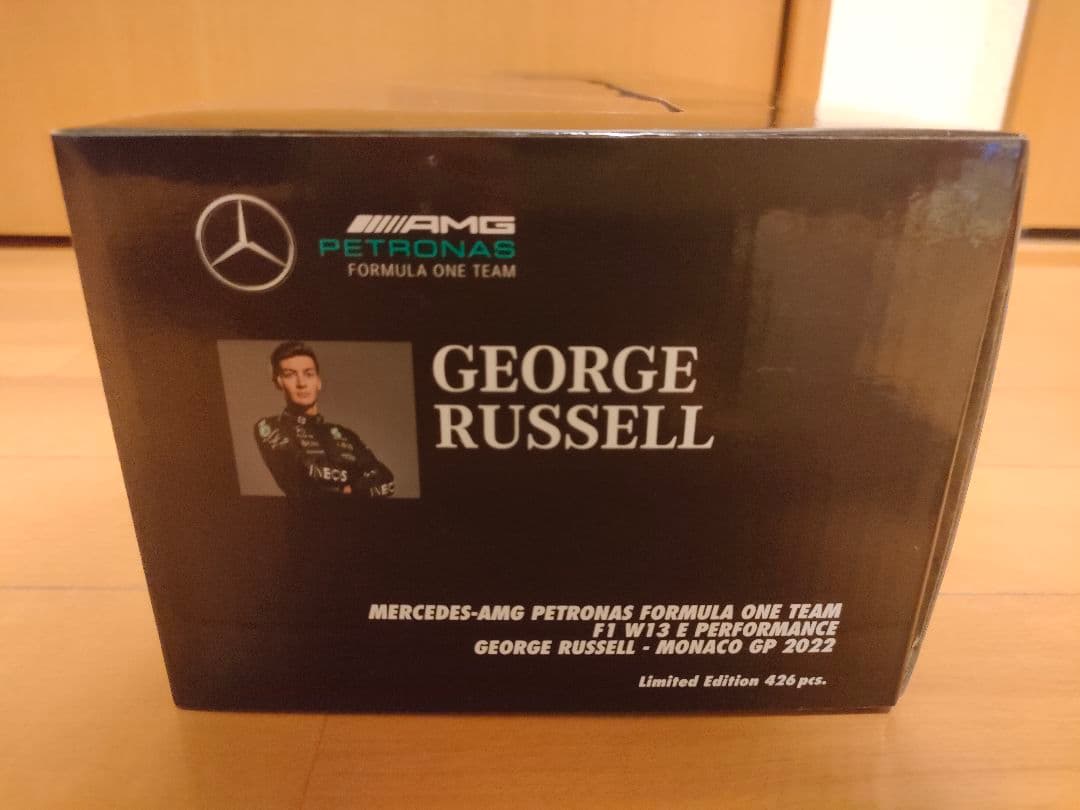 AMG
PETRONAS
FORMULA ONE TEAM
GEORGE
RUSSELL
INEOS
MERCEDES-AMG PETRONAS FORMULA ONE TEAM
F1 W13 E PERFORMANCE
GEORGE RUSSELL - MONACO GP 2022
Limited Edition 426 pcs.